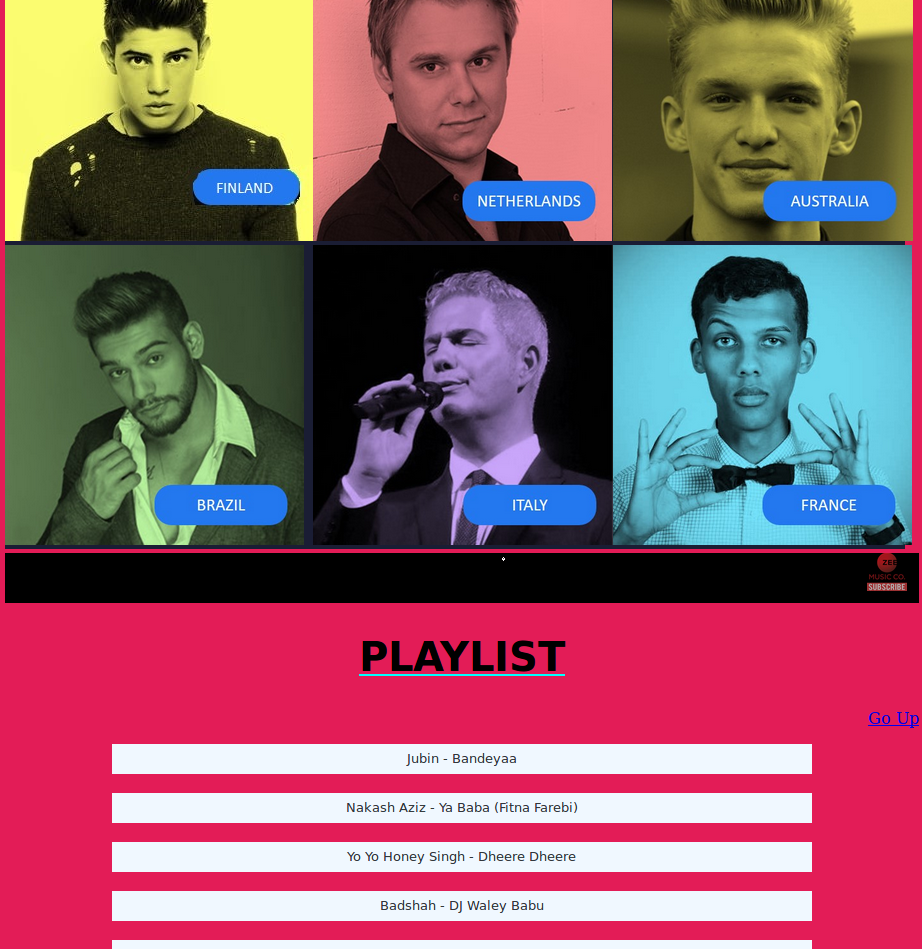 FINLAND
NETHERLANDS
AUSTRALIA
BRAZIL
ITALY
FRANCE
ZEE
MUSIC CO.
SUBSCRIBE
PLAYLIST
Go Up
Jubin - Bandeyaa
Nakash Aziz - Ya Baba (Fitna Farebi)
Yo Yo Honey Singh - Dheere Dheere
Badshah - DJ Waley Babu